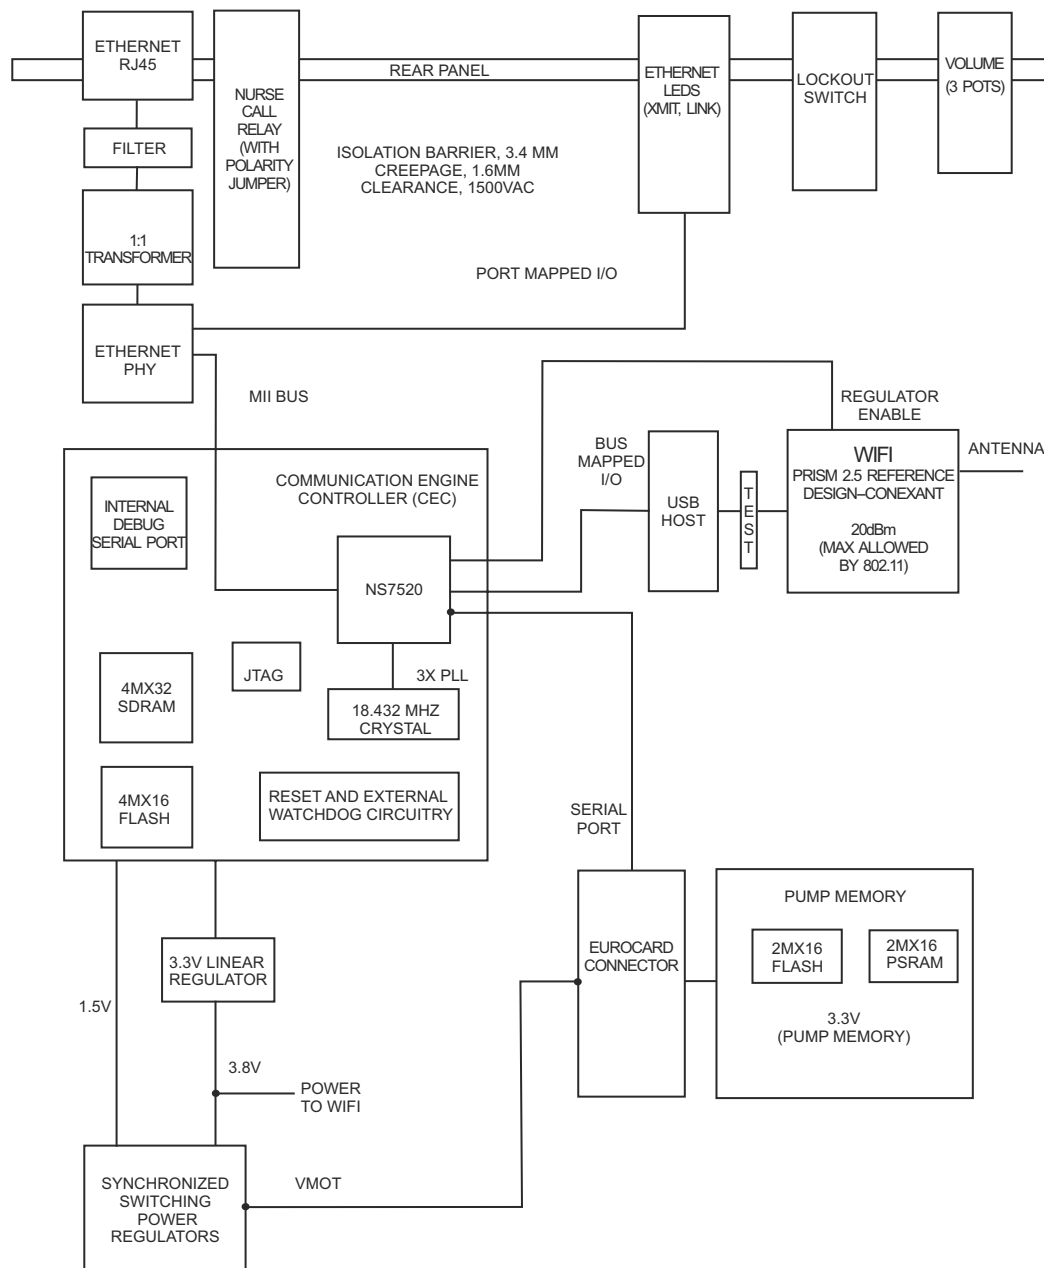 ETHERNET
RJ45
NURSE
CALL
RELAY
(WITH
POLARITY
JUMPER)
REAR PANEL
ETHERNET
LEDS
(XMIT, LINK)
LOCKOUT
SWITCH
VOLUME
(3 POTS)
FILTER
ISOLATION BARRIER, 3.4 MM
CREEPAGE, 1.6MM
CLEARANCE, 1500VAC
1:1
TRANSFORMER
PORT MAPPED I/O
ETHERNET
PHY
MII BUS
REGULATOR
ENABLE
BUS
MAPPED
I/O
USB
HOST
TEST
WIFI
PRISM 2.5 REFERENCE
DESIGN–CONEXANT
20dBm
(MAX ALLOWED
BY 802.11)
ANTENNA
COMMUNICATION ENGINE
CONTROLLER (CEC)
INTERNAL
DEBUG
SERIAL PORT
NS7520
JTAG
3X PLL
4MX32
SDRAM
18.432 MHZ
CRYSTAL
4MX16
FLASH
RESET AND EXTERNAL
WATCHDOG CIRCUITRY
SERIAL
PORT
EUROCARD
CONNECTOR
PUMP MEMORY
2MX16
FLASH
2MX16
PSRAM
3.3V
(PUMP MEMORY)
3.3V LINEAR
REGULATOR
1.5V
3.8V
POWER
TO WIFI
SYNCHRONIZED
SWITCHING
POWER
REGULATORS
VMOT